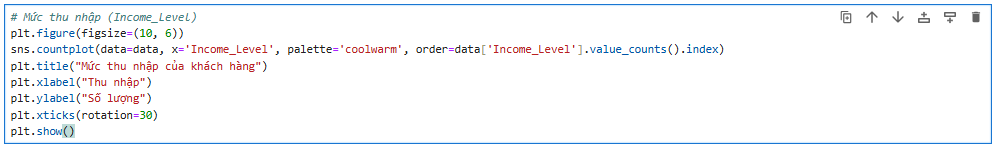 # Mức thu nhập (Income_Level)
plt.figure(figsize=(10, 6))
sns.countplot(data=data, x='Income_Level', palette='coolwarm', order=data['Income_Level'].value_counts().index)
plt.title("Mức thu nhập của khách hàng")
plt.xlabel("Thu nhập")
plt.ylabel("Số lượng")
plt.xticks(rotation=30)
plt.show()